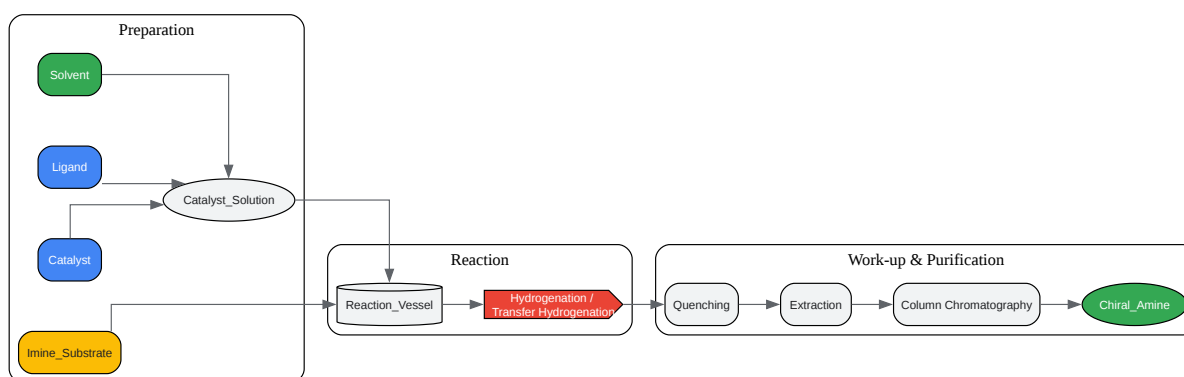 Preparation
Solvent
Ligand
Catalyst_Solution
Catalyst
Imine_Substrate
Reaction
Reaction_Vessel
Hydrogenation /
Transfer Hydrogenation
Work-up & Purification
Quenching
Extraction
Column Chromatography
Chiral_Amine